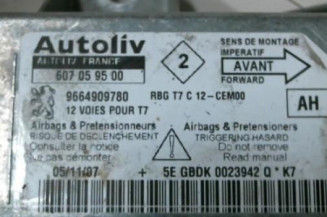 Autoliv
AUTOLIV FRANCE
607 05 95 00
2
SENS DE MONTAGE
IMPERATIF
AVANT
FORWARD
9664909780
RBG T7 C 12-CEM00
12 VOIES POUR T7
AH
Airbags & Pretensionneurs
RISQUE DE DECLENCHEMENT
Consulter la notice
Ne pas démonter
Airbags & Pretensioners
TRIGGERING HASARD
Do not remove
Read manual
05/11/07 + 5E GBDK 0023942 Q * K7